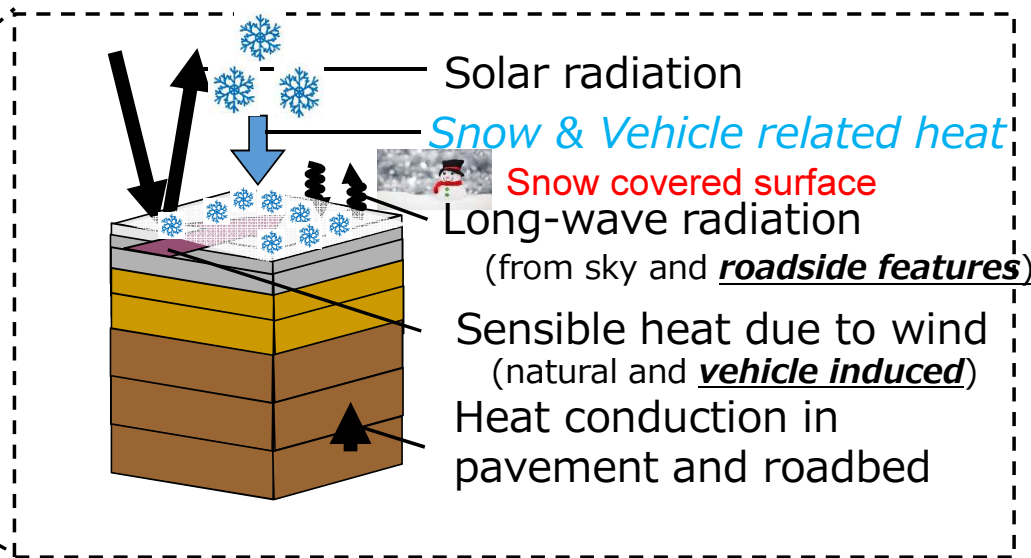 Solar radiation
Snow & Vehicle related heat
Snow covered surface
Long-wave radiation
(from sky and roadside features)
Sensible heat due to wind
(natural and vehicle induced)
Heat conduction in
pavement and roadbed